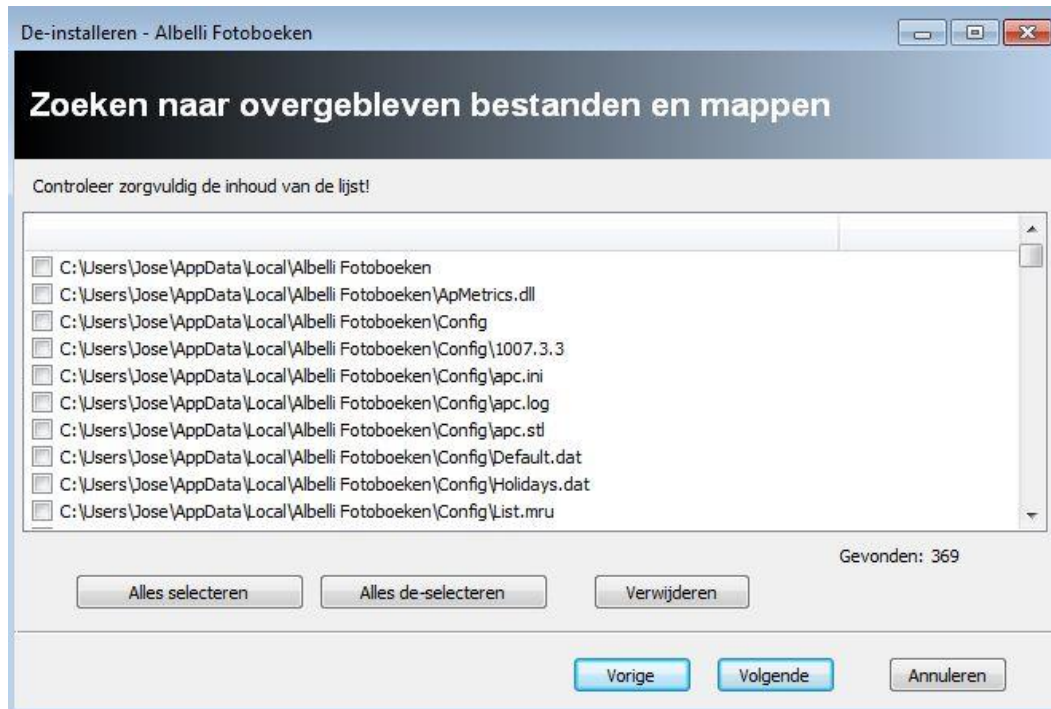 De-installeren - Albelli Fotoboeken
Zoeken naar overgebleven bestanden en mappen
Controleer zorgvuldig de inhoud van de lijst!
C:\Users\Jose\AppData\Local\Albelli Fotoboeken
C:\Users\Jose\AppData\Local\Albelli Fotoboeken\ApMetrics.dll
C:\Users\Jose\AppData\Local\Albelli Fotoboeken\Config
C:\Users\Jose\AppData\Local\Albelli Fotoboeken\Config\1007.3.3
C:\Users\Jose\AppData\Local\Albelli Fotoboeken\Config\apc.ini
C:\Users\Jose\AppData\Local\Albelli Fotoboeken\Config\apc.log
C:\Users\Jose\AppData\Local\Albelli Fotoboeken\Config\apc.stl
C:\Users\Jose\AppData\Local\Albelli Fotoboeken\Config\Default.dat
C:\Users\Jose\AppData\Local\Albelli Fotoboeken\Config\Holidays.dat
C:\Users\Jose\AppData\Local\Albelli Fotoboeken\Config\List.mru
Gevonden: 369
Alles selecteren Alles de-selecteren Verwijderen
Vorige Volgende Annuleren